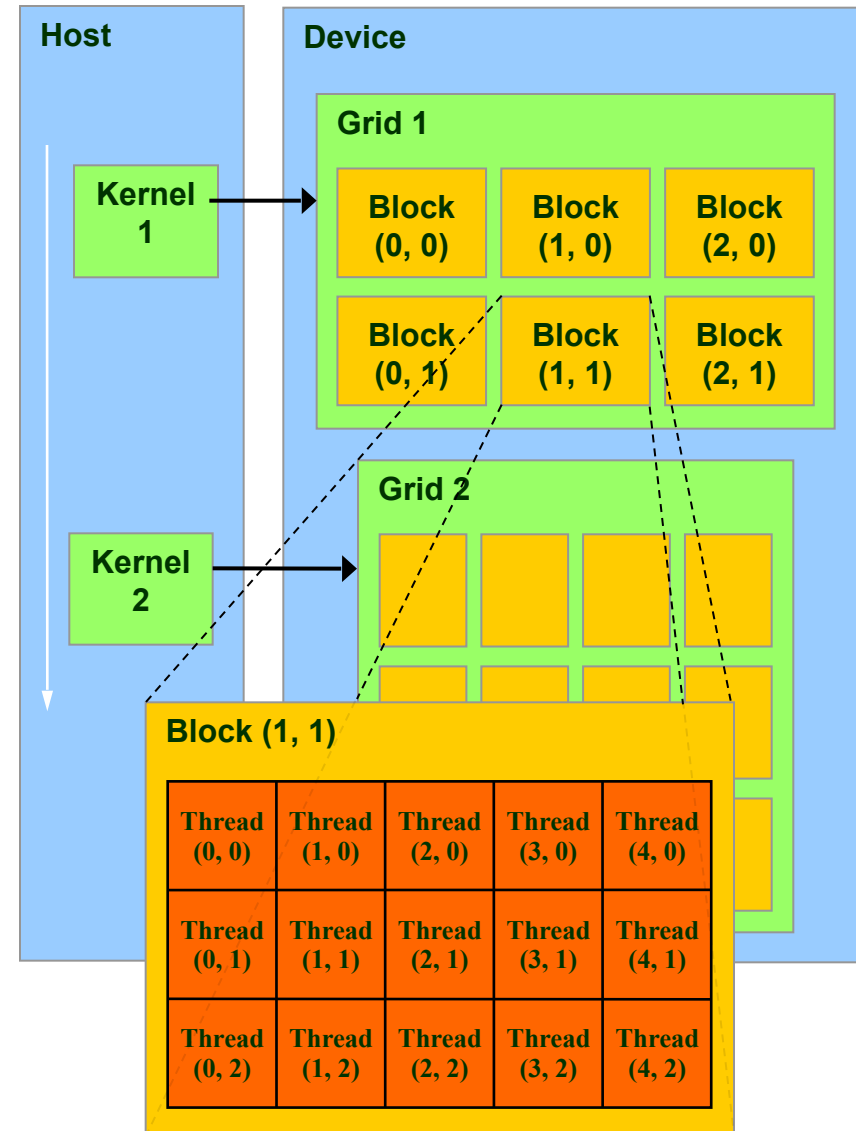 Host
Device
Grid 1
Kernel
1
Block
(0, 0)
Block
(1, 0)
Block
(2, 0)
Block
(0, 1)
Block
(1, 1)
Block
(2, 1)
Grid 2
Kernel
2
Block (1, 1)
Thread
(0, 0)
Thread
(1, 0)
Thread
(2, 0)
Thread
(3, 0)
Thread
(4, 0)
Thread
(0, 1)
Thread
(1, 1)
Thread
(2, 1)
Thread
(3, 1)
Thread
(4, 1)
Thread
(0, 2)
Thread
(1, 2)
Thread
(2, 2)
Thread
(3, 2)
Thread
(4, 2)